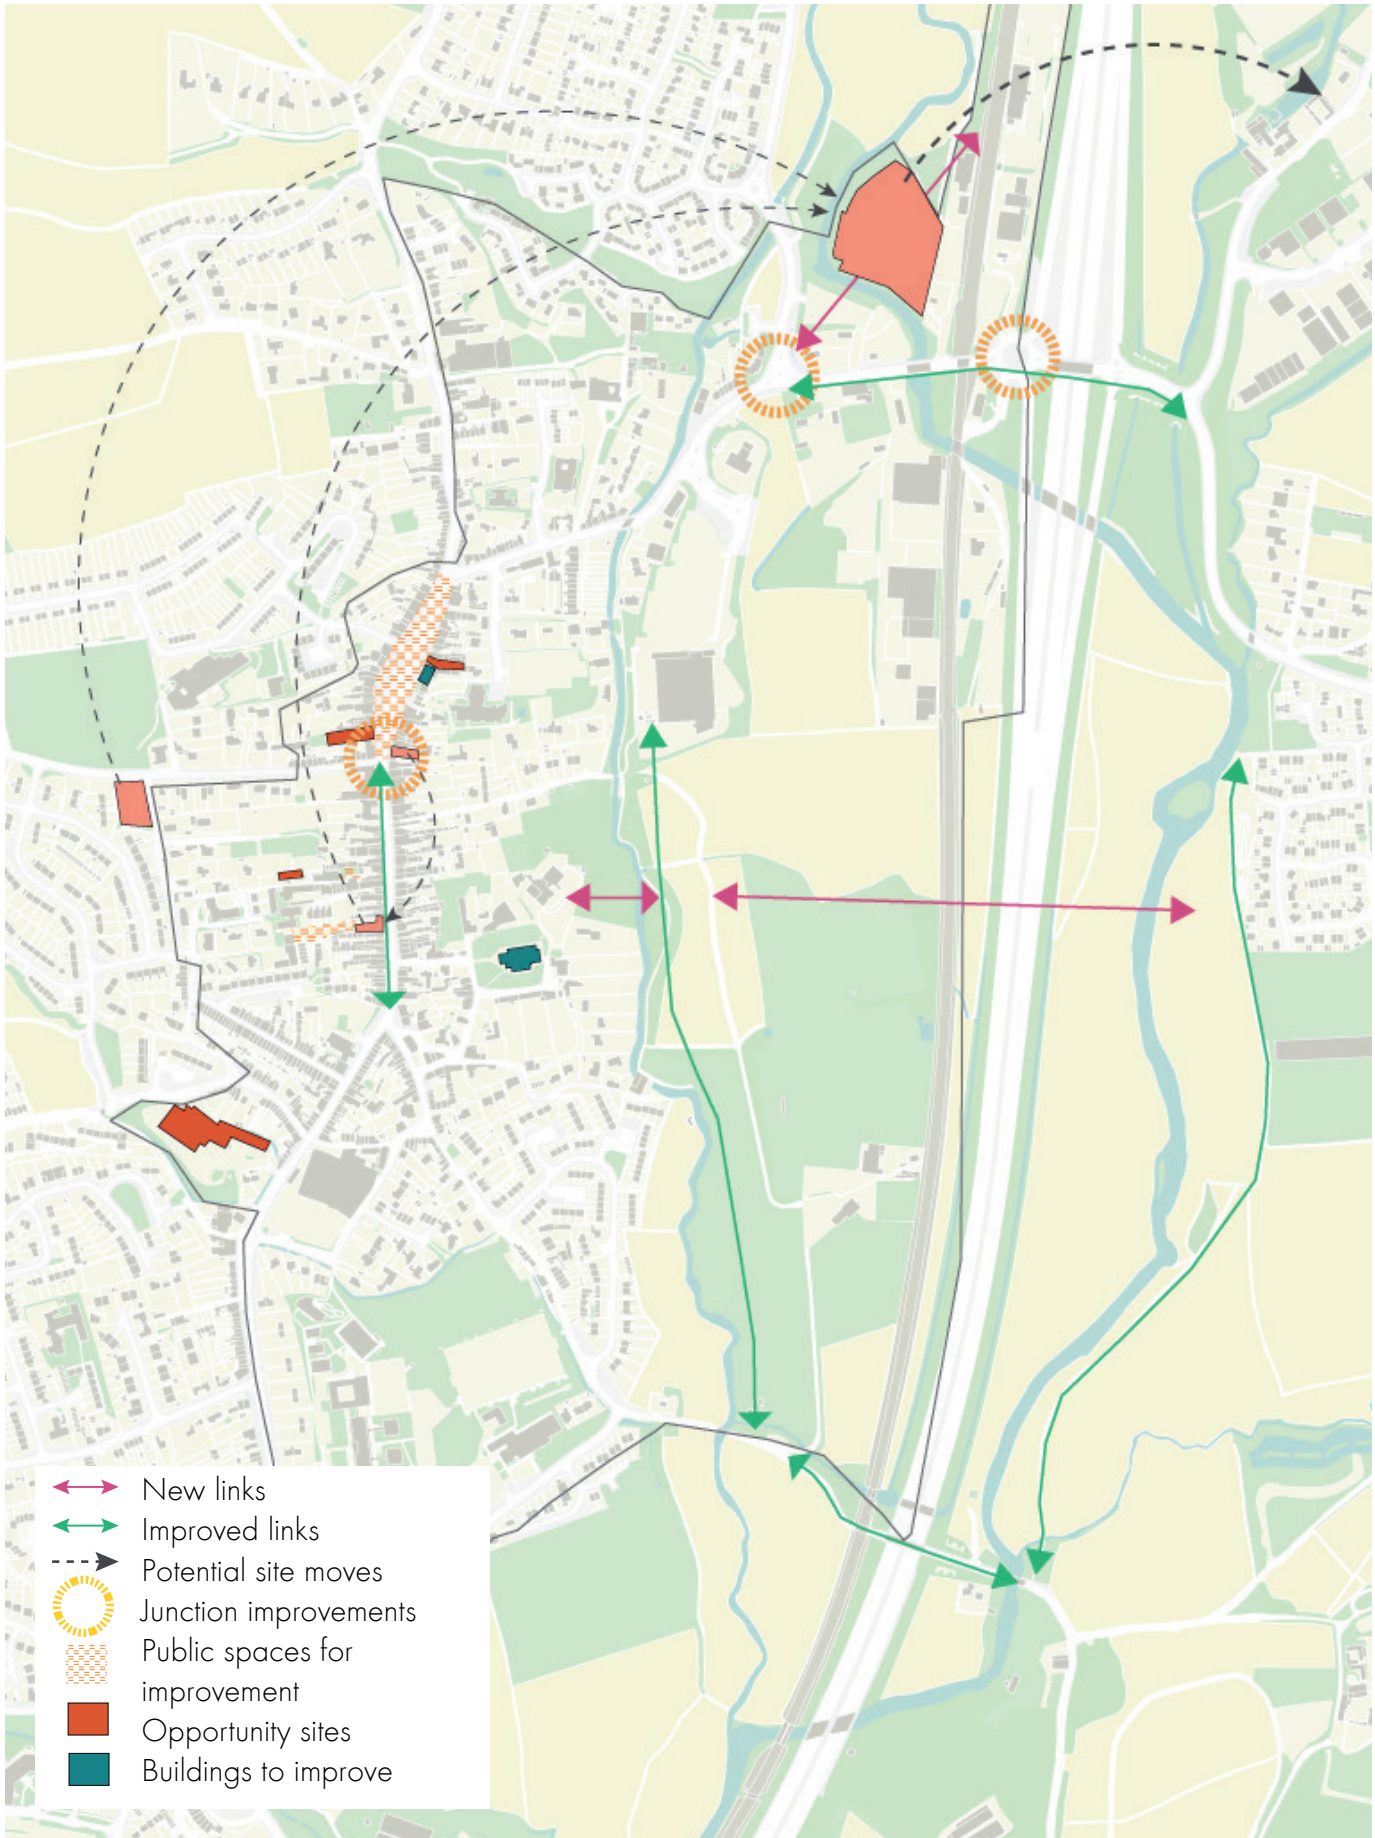 New links
Improved links
Potential site moves
Junction improvements
Public spaces for
improvement
Opportunity sites
Buildings to improve